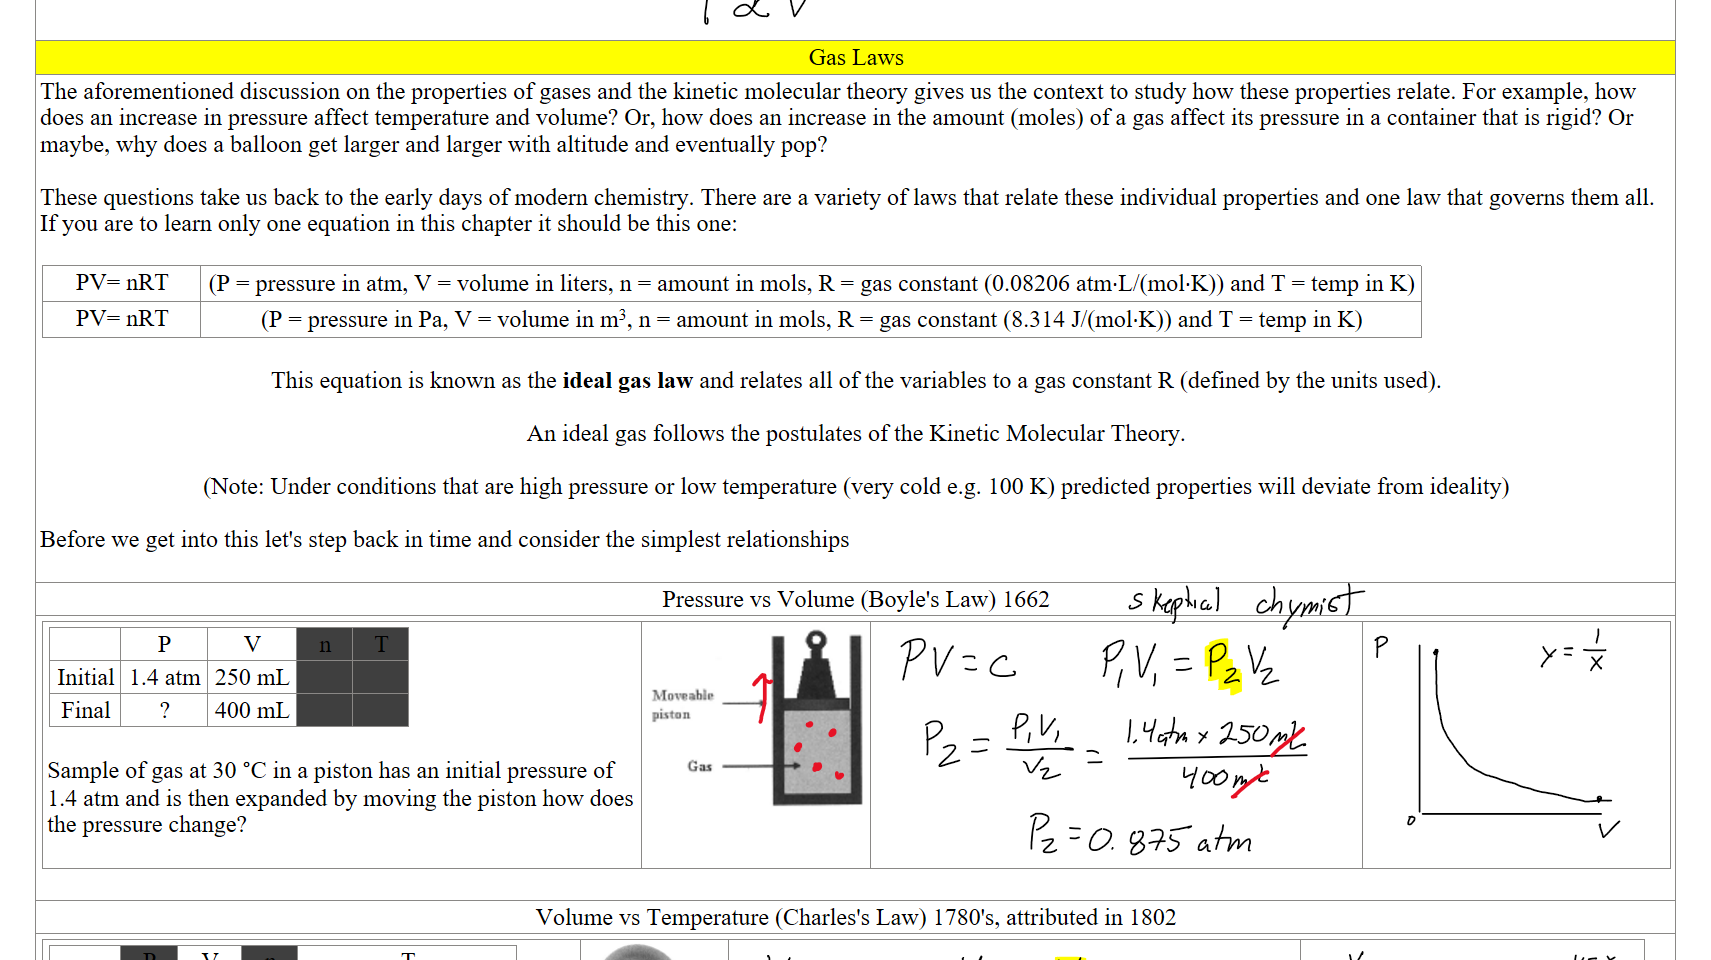 P α V
Gas Laws
The aforementioned discussion on the properties of gases and the kinetic molecular theory gives us the context to study how these properties relate. For example, how
does an increase in pressure affect temperature and volume? Or, how does an increase in the amount (moles) of a gas affect its pressure in a container that is rigid? Or
maybe, why does a balloon get larger and larger with altitude and eventually pop?
These questions take us back to the early days of modern chemistry. There are a variety of laws that relate these individual properties and one law that governs them all.
If you are to learn only one equation in this chapter it should be this one:
PV= nRT (P = pressure in atm, V = volume in liters, n = amount in mols, R = gas constant (0.08206 atm·L/(mol·K)) and T = temp in K)
PV= nRT (P = pressure in Pa, V = volume in m³, n = amount in mols, R = gas constant (8.314 J/(mol·K)) and T = temp in K)
This equation is known as the ideal gas law and relates all of the variables to a gas constant R (defined by the units used).
An ideal gas follows the postulates of the Kinetic Molecular Theory.
(Note: Under conditions that are high pressure or low temperature (very cold e.g. 100 K) predicted properties will deviate from ideality)
Before we get into this let's step back in time and consider the simplest relationships
Pressure vs Volume (Boyle's Law) 1662 skeptical chymist
P V n T
Initial 1.4 atm 250 mL
Final ? 400 mL
Sample of gas at 30 °C in a piston has an initial pressure of
1.4 atm and is then expanded by moving the piston how does
the pressure change?
Moveable
piston
Gas
PV = C P₁V₁ = P₂V₂
P₂ = P₁V₁ / V₂ = 1.4 atm x 250 mL / 400 mL
P₂ = 0.875 atm
P y = 1/x
0 V
Volume vs Temperature (Charles's Law) 1780's, attributed in 1802